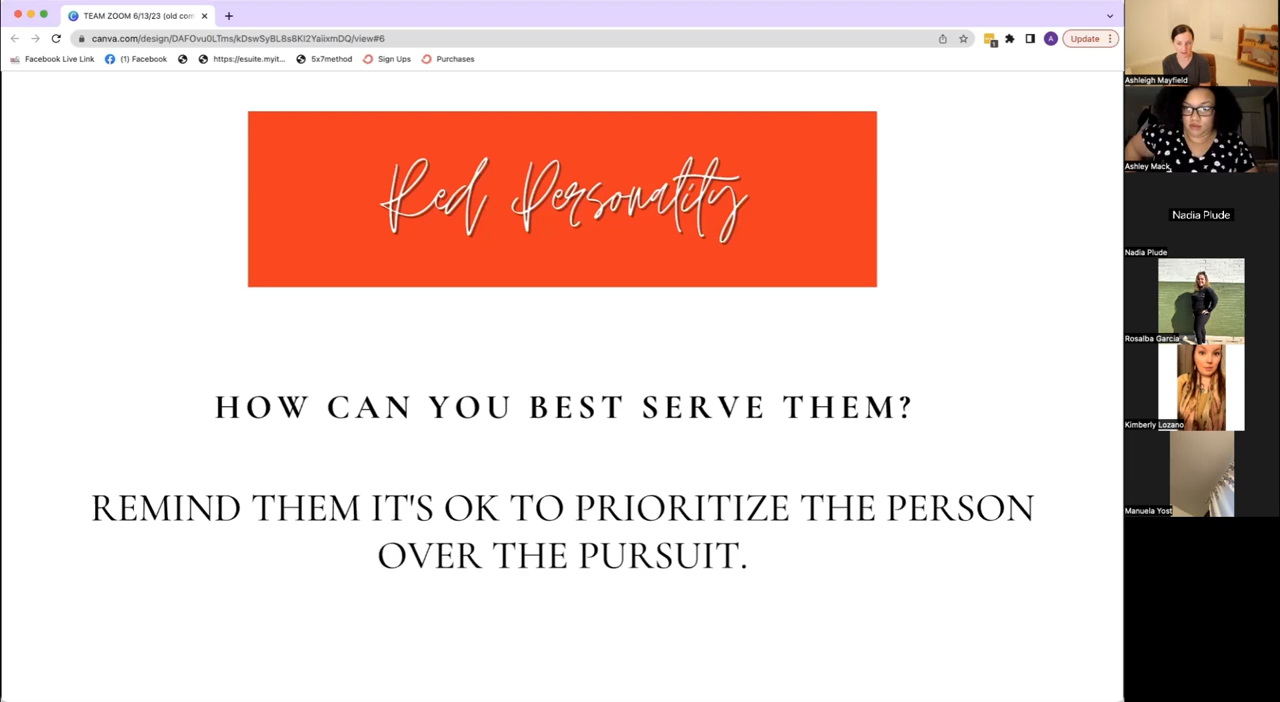 TEAM ZOOM 6/13/23 (old com
canva.com/design/DAFOvu0LTms/kDswSyBL8s8KI2YaiixmDQ/view#6
A
Update
Facebook Live Link
(1) Facebook
https://esuite.myit...
5x7method
Sign Ups
Purchases
Red Personality
HOW CAN YOU BEST SERVE THEM?
REMIND THEM IT'S OK TO PRIORITIZE THE PERSON
OVER THE PURSUIT.
Ashleigh Mayfield
Ashley Mack
Nadia Plude
Nadia Plude
Rosalba Garcia
Kimberly Lozano
Manuela Yost